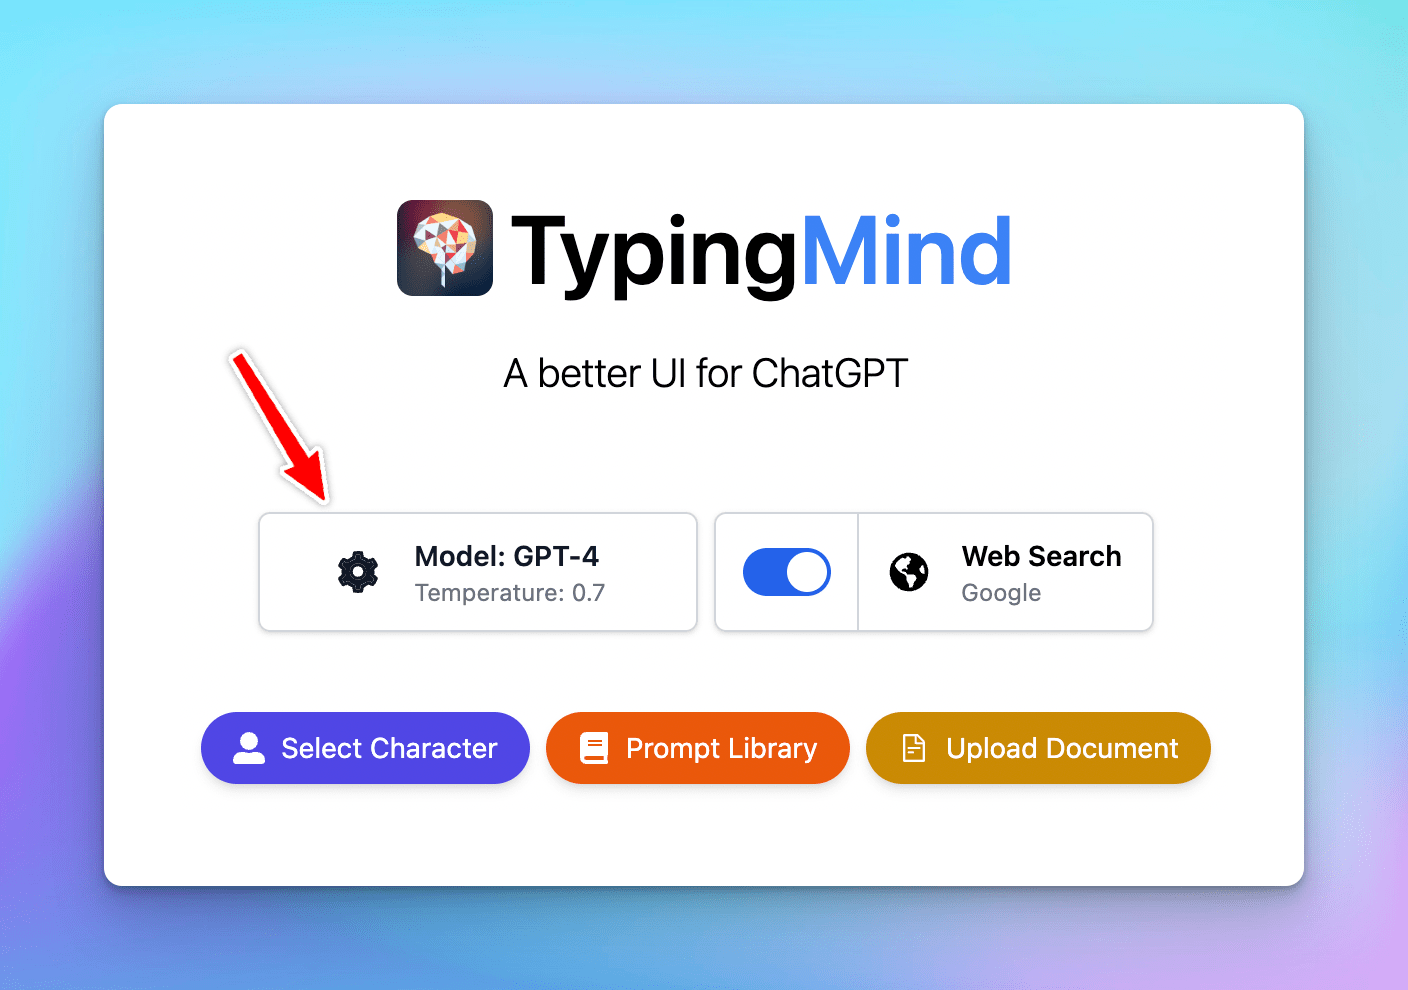 TypingMind
A better UI for ChatGPT
Model: GPT-4
Temperature: 0.7
Web Search
Google
Select Character
Prompt Library
Upload Document